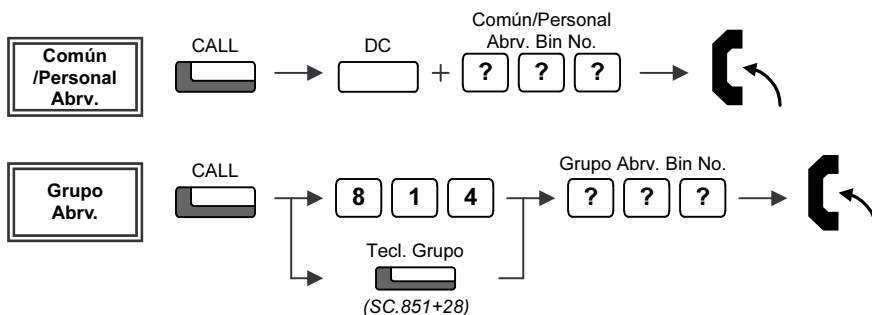 Común
/Personal
Abrv.
CALL
DC
+
Común/Personal
Abrv. Bin No.
? ? ?
Grupo
Abrv.
CALL
8 1 4
Tecl. Grupo
(SC.851+28)
Grupo Abrv. Bin No.
? ? ?